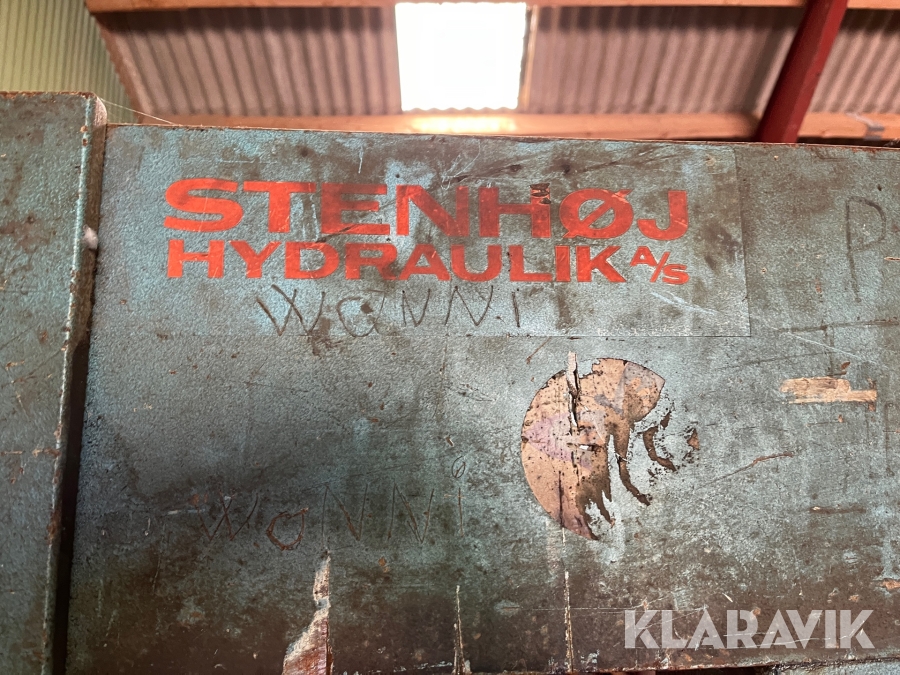 STENHØJ
HYDRAULIK A/S
WONNI
P
WONNI
KLARAVIK